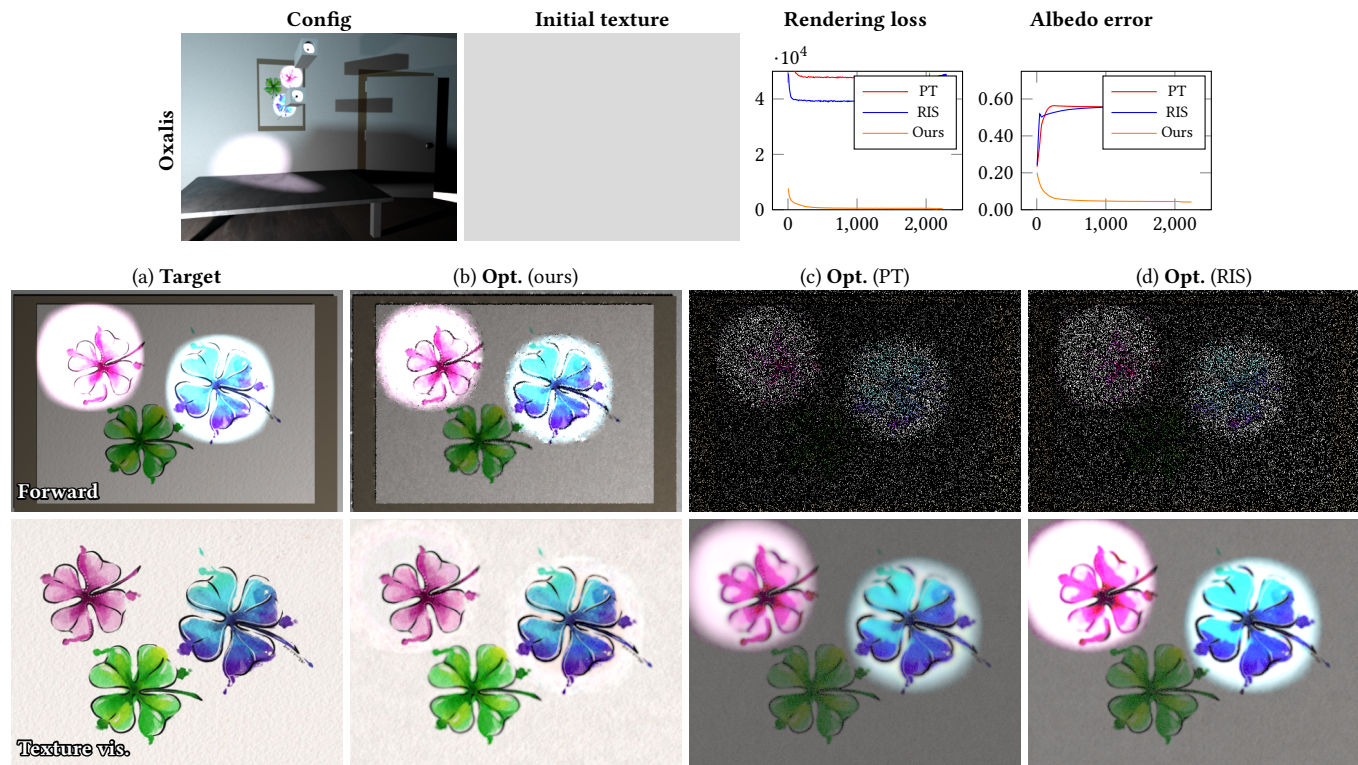 Config
Initial texture
Rendering loss
Albedo error
Oxalis
·10⁴
4
2
0
0
1,000
2,000
PT
RIS
Ours
0.60
0.40
0.20
0.00
0
1,000
2,000
PT
RIS
Ours
(a) Target
(b) Opt. (ours)
(c) Opt. (PT)
(d) Opt. (RIS)
Forward
Texture vis.